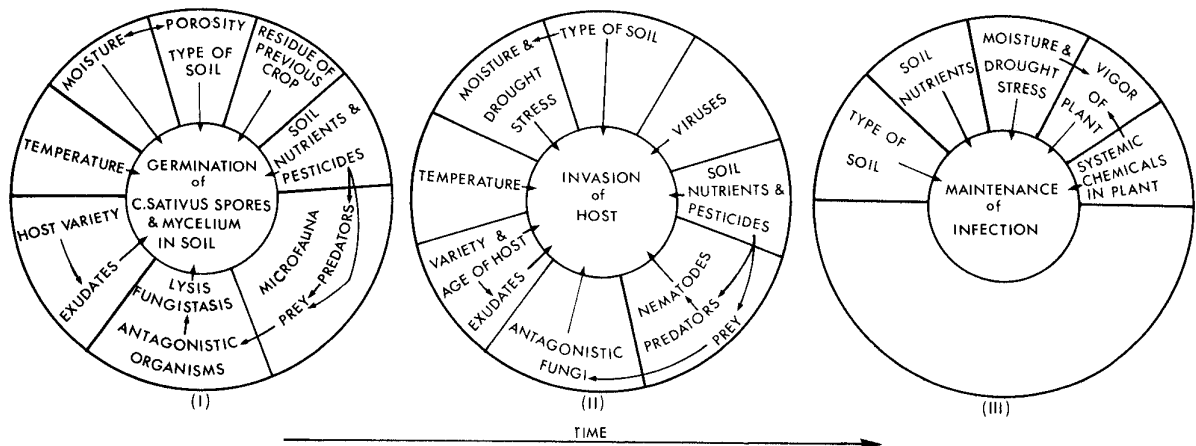 MOISTURE
POROSITY
TYPE OF
SOIL
RESIDUE OF
PREVIOUS
CROP
SOIL
NUTRIENTS &
PESTICIDES
PREDATORS
MICROFAUNA
PREY
ANTAGONISTIC
ORGANISMS
LYSIS
FUNGISTASIS
EXUDATES
HOST VARIETY
TEMPERATURE
GERMINATION
of
C.SATIVUS SPORES
& MYCELIUM
IN SOIL
(I)
MOISTURE &
DROUGHT
STRESS
TYPE OF SOIL
VIRUSES
SOIL
NUTRIENTS &
PESTICIDES
NEMATODES
PREDATORS
PREY
ANTAGONISTIC
FUNGI
VARIETY &
AGE OF HOST
EXUDATES
TEMPERATURE
INVASION
of
HOST
(II)
TYPE OF
SOIL
SOIL
NUTRIENTS
MOISTURE &
DROUGHT
STRESS
VIGOR
OF
PLANT
SYSTEMIC
CHEMICALS
IN PLANT
MAINTENANCE
of
INFECTION
(III)
TIME